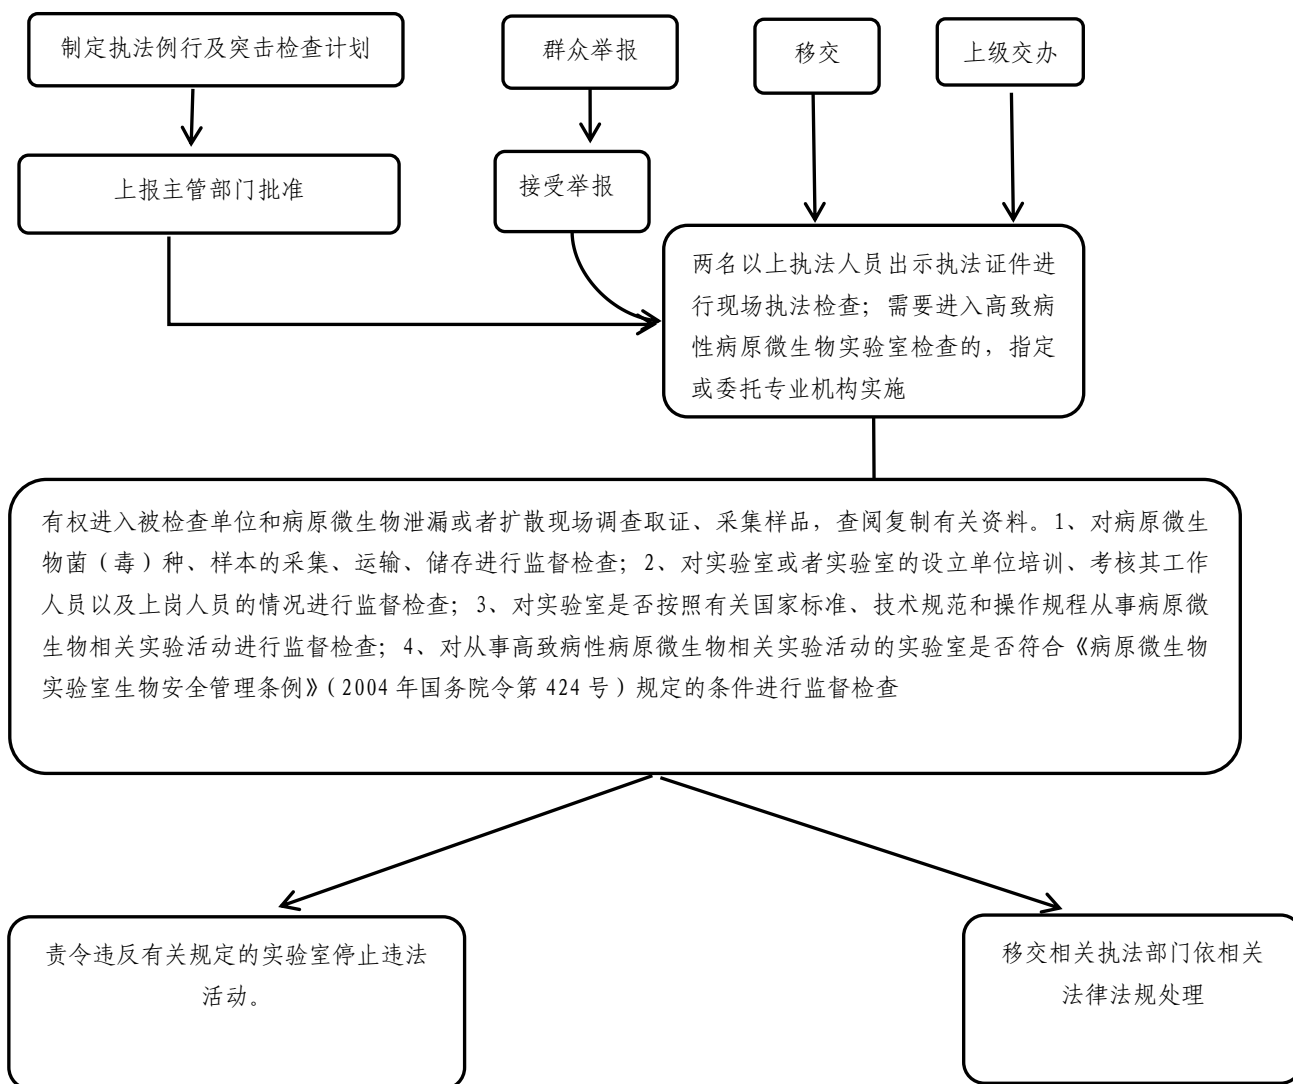 制定执法例行及突击检查计划
群众举报
移交
上级交办
上报主管部门批准
接受举报
两名以上执法人员出示执法证件进
行现场执法检查；需要进入高致病
性病原微生物实验室检查的，指定
或委托专业机构实施
有权进入被检查单位和病原微生物泄漏或者扩散现场调查取证、采集样品，查阅复制有关资料。1、对病原微生
物菌（毒）种、样本的采集、运输、储存进行监督检查；2、对实验室或者实验室的设立单位培训、考核其工作
人员以及上岗人员的情况进行监督检查；3、对实验室是否按照有关国家标准、技术规范和操作规程从事病原微
生物相关实验活动进行监督检查；4、对从事高致病性病原微生物相关实验活动的实验室是否符合《病原微生物
实验室生物安全管理条例》（2004 年国务院令第 424 号）规定的条件进行监督检查
责令违反有关规定的实验室停止违法
活动。
移交相关执法部门依相关
法律法规处理